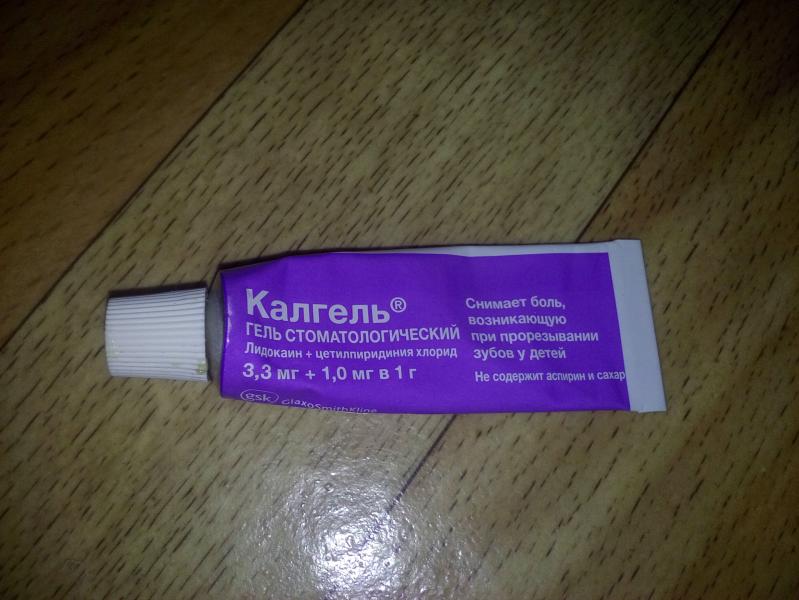 Калгель®
ГЕЛЬ СТОМАТОЛОГИЧЕСКИЙ
Лидокаин + цетилпиридиния хлорид
3,3 мг + 1,0 мг в 1 г
gsk GlaxoSmithKline
Снимает боль,
возникающую
при прорезывании
зубов у детей
Не содержит аспирин и сахар